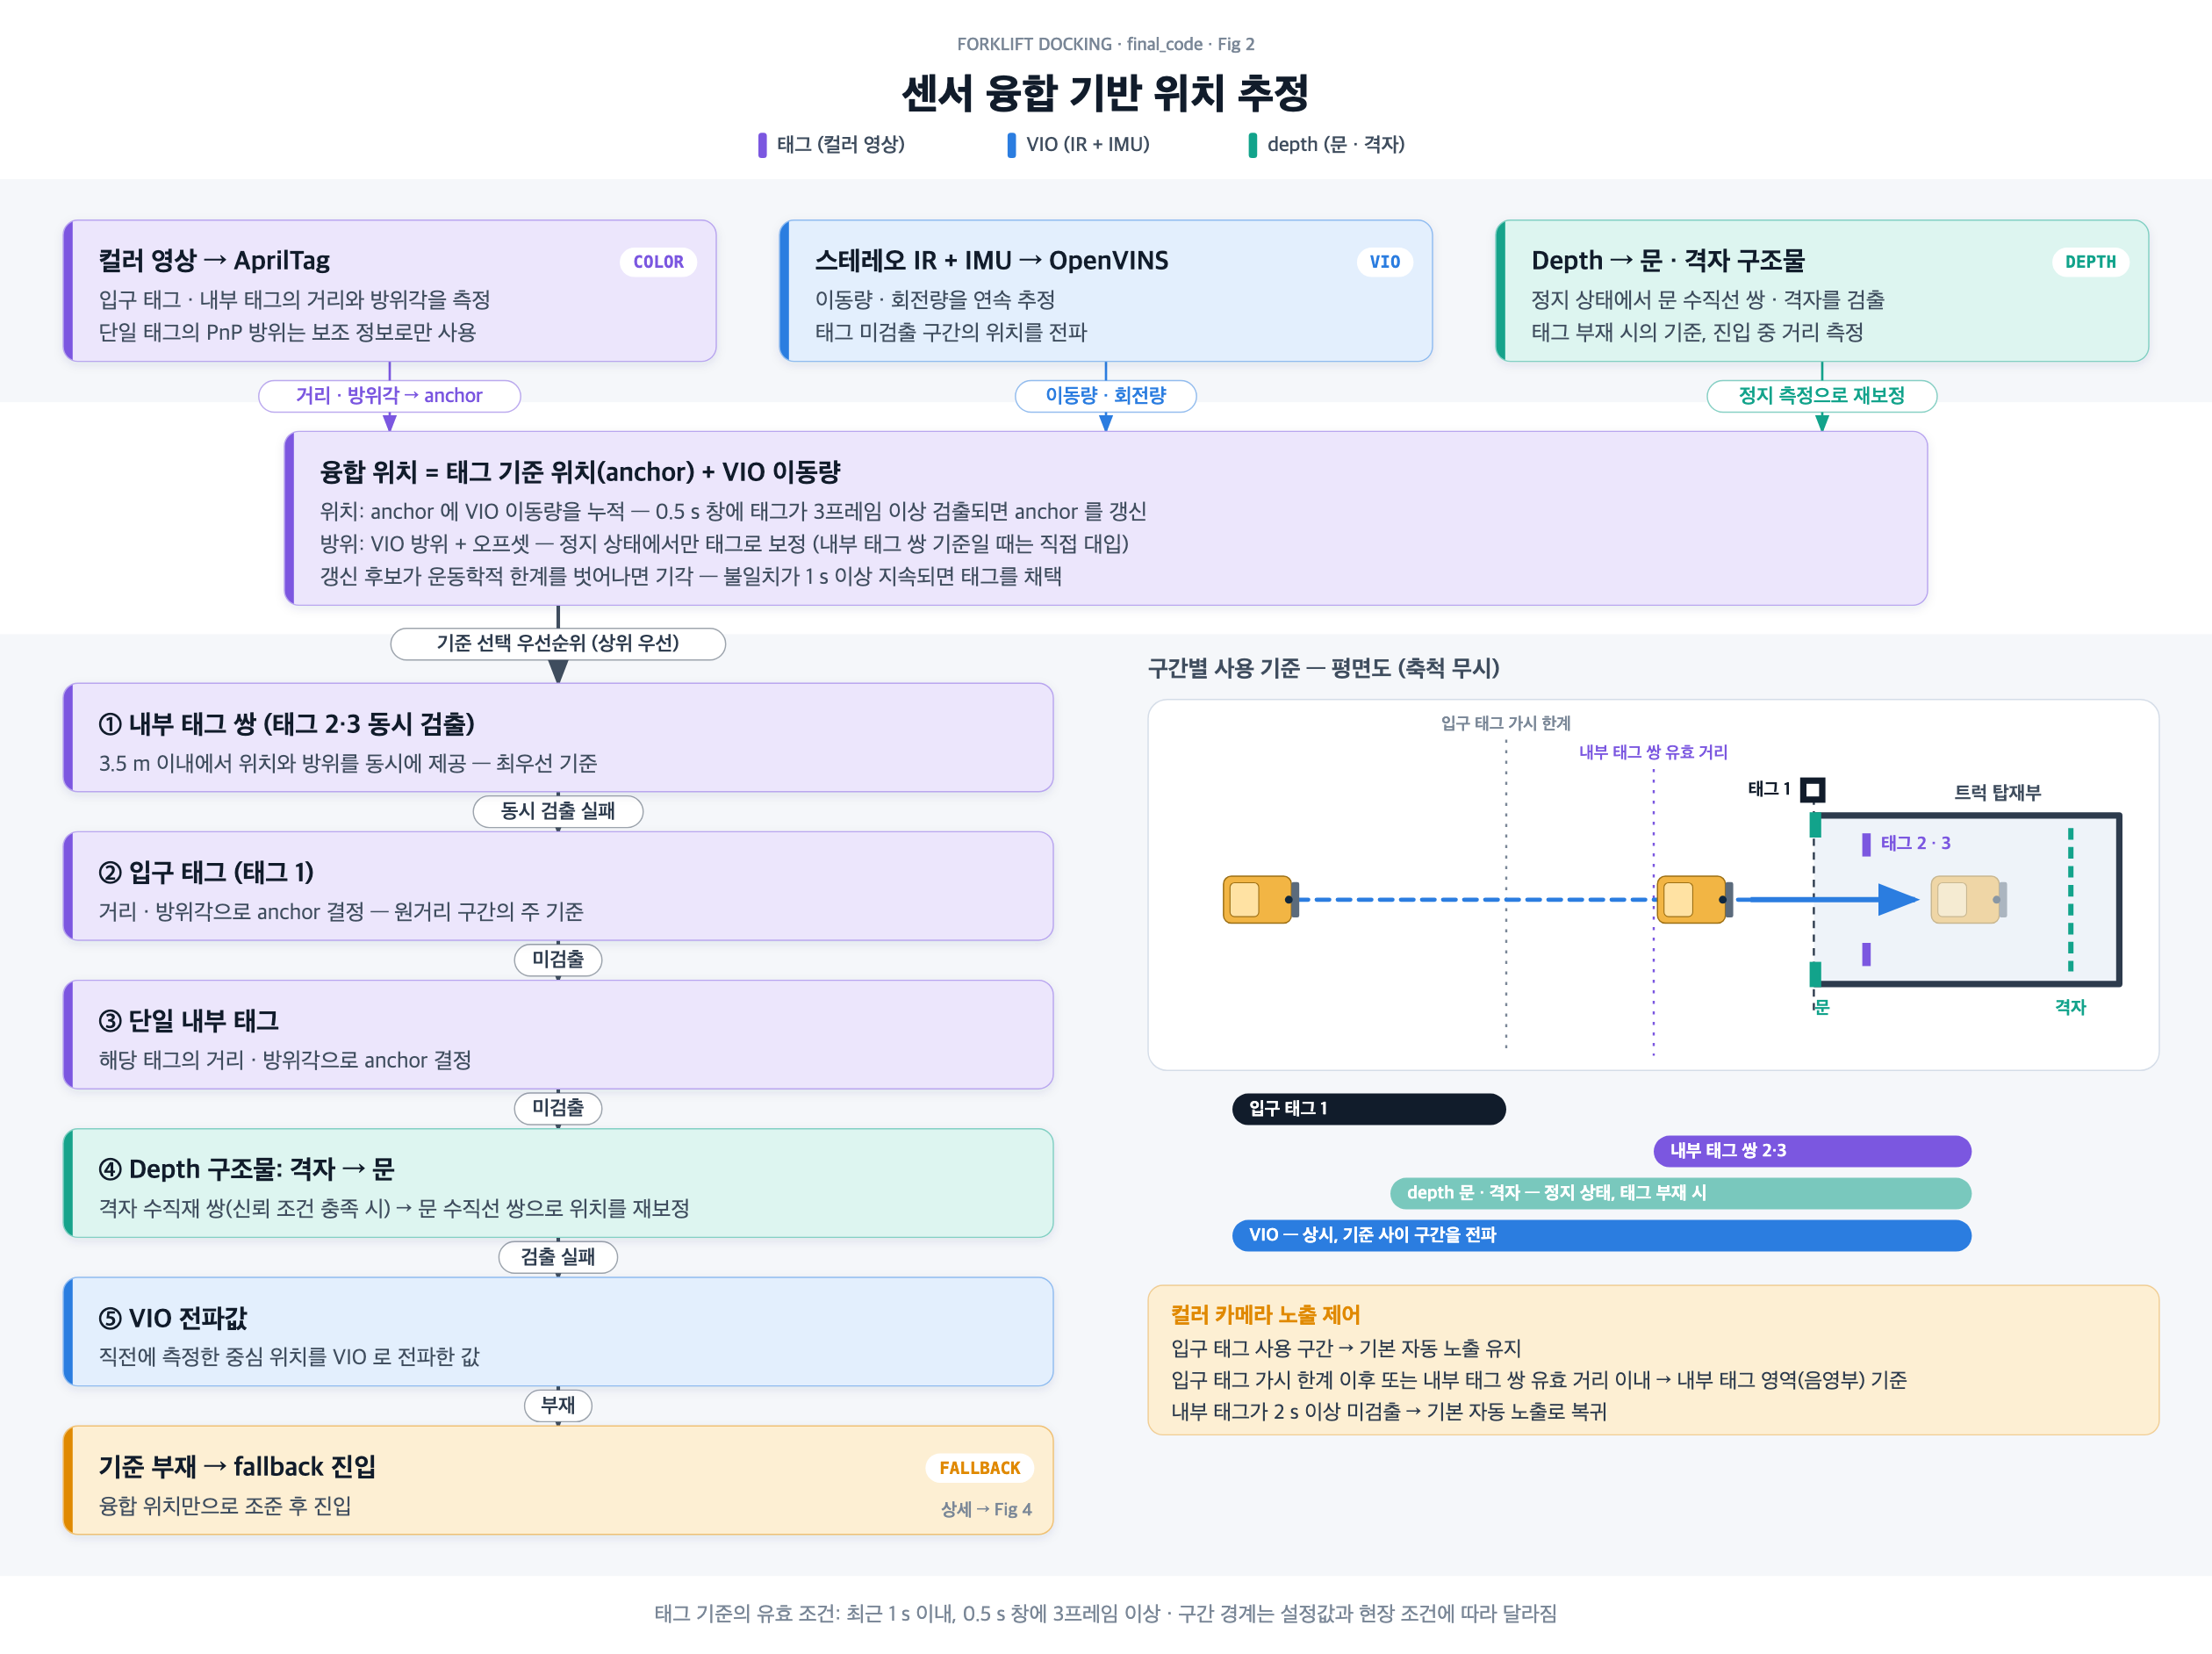 FORKLIFT DOCKING · final_code · Fig 2
센서 융합 기반 위치 추정
태그 (컬러 영상)
VIO (IR + IMU)
depth (문 · 격자)
컬러 영상 → AprilTag
COLOR
입구 태그 · 내부 태그의 거리와 방위각을 측정
단일 태그의 PnP 방위는 보조 정보로만 사용
스테레오 IR + IMU → OpenVINS
VIO
이동량 · 회전량을 연속 추정
태그 미검출 구간의 위치를 전파
Depth → 문 · 격자 구조물
DEPTH
정지 상태에서 문 수직선 쌍 · 격자를 검출
태그 부재 시의 기준, 진입 중 거리 측정
거리 · 방위각 → anchor
이동량 · 회전량
정지 측정으로 재보정
융합 위치 = 태그 기준 위치(anchor) + VIO 이동량
위치: anchor 에 VIO 이동량을 누적 — 0.5 s 창에 태그가 3프레임 이상 검출되면 anchor 를 갱신
방위: VIO 방위 + 오프셋 — 정지 상태에서만 태그로 보정 (내부 태그 쌍 기준일 때는 직접 대입)
갱신 후보가 운동학적 한계를 벗어나면 기각 — 불일치가 1 s 이상 지속되면 태그를 채택
기준 선택 우선순위 (상위 우선)
① 내부 태그 쌍 (태그 2·3 동시 검출)
3.5 m 이내에서 위치와 방위를 동시에 제공 — 최우선 기준
동시 검출 실패
② 입구 태그 (태그 1)
거리 · 방위각으로 anchor 결정 — 원거리 구간의 주 기준
미검출
③ 단일 내부 태그
해당 태그의 거리 · 방위각으로 anchor 결정
미검출
④ Depth 구조물: 격자 → 문
격자 수직재 쌍(신뢰 조건 충족 시) → 문 수직선 쌍으로 위치를 재보정
검출 실패
⑤ VIO 전파값
직전에 측정한 중심 위치를 VIO 로 전파한 값
부재
기준 부재 → fallback 진입
FALLBACK
융합 위치만으로 조준 후 진입
상세 → Fig 4
구간별 사용 기준 — 평면도 (축척 무시)
입구 태그 가시 한계
내부 태그 쌍 유효 거리
태그 1
트럭 탑재부
태그 2 · 3
문
격자
입구 태그 1
내부 태그 쌍 2·3
depth 문 · 격자 — 정지 상태, 태그 부재 시
VIO — 상시, 기준 사이 구간을 전파
컬러 카메라 노출 제어
입구 태그 사용 구간 → 기본 자동 노출 유지
입구 태그 가시 한계 이후 또는 내부 태그 쌍 유효 거리 이내 → 내부 태그 영역(음영부) 기준
내부 태그가 2 s 이상 미검출 → 기본 자동 노출로 복귀
태그 기준의 유효 조건: 최근 1 s 이내, 0.5 s 창에 3프레임 이상 · 구간 경계는 설정값과 현장 조건에 따라 달라짐